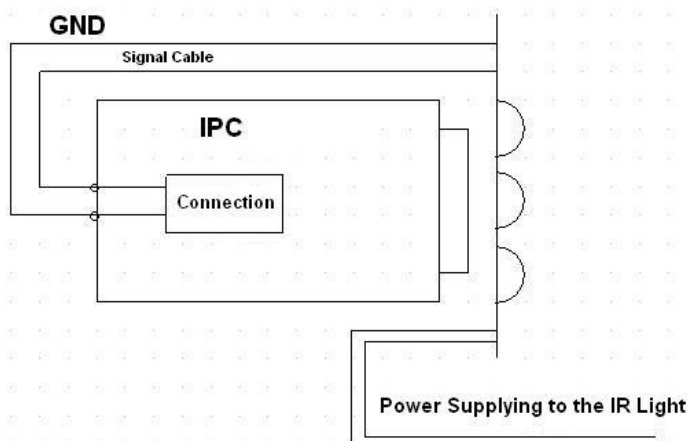 GND
Signal Cable
IPC
Connection
Power Supplying to the IR Light